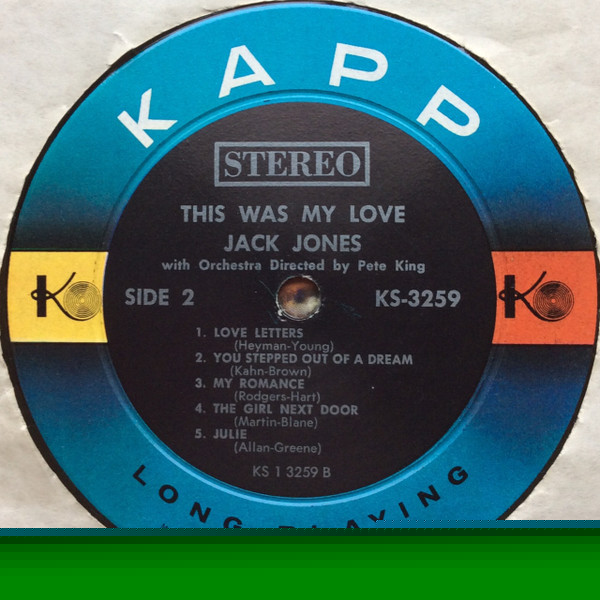 KAPP
STEREO
THIS WAS MY LOVE
JACK JONES
with Orchestra Directed by Pete King
SIDE 2 KS-3259
1. LOVE LETTERS
(Heyman-Young)
2. YOU STEPPED OUT OF A DREAM
(Kahn-Brown)
3. MY ROMANCE
(Rodgers-Hart)
4. THE GIRL NEXT DOOR
(Martin-Blane)
5. JULIE
(Allan-Greene)
KS 1 3259 B
LONG PLAYING